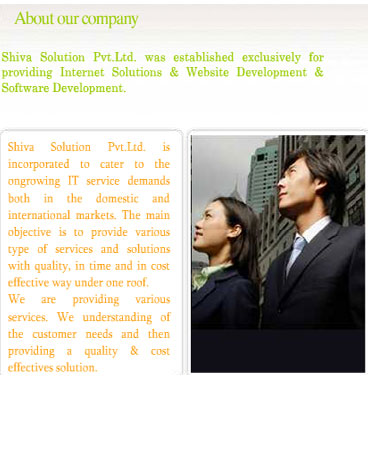 About our company
Shiva Solution Pvt.Ltd. was established exclusively for
providing Internet Solutions & Website Development &
Software Development.
Shiva Solution Pvt.Ltd. is
incorporated to cater to the
ongrowing IT service demands
both in the domestic and
international markets. The main
objective is to provide various
type of services and solutions
with quality, in time and in cost
effective way under one roof.
We are providing various
services. We understanding of
the customer needs and then
providing a quality & cost
effectives solution.